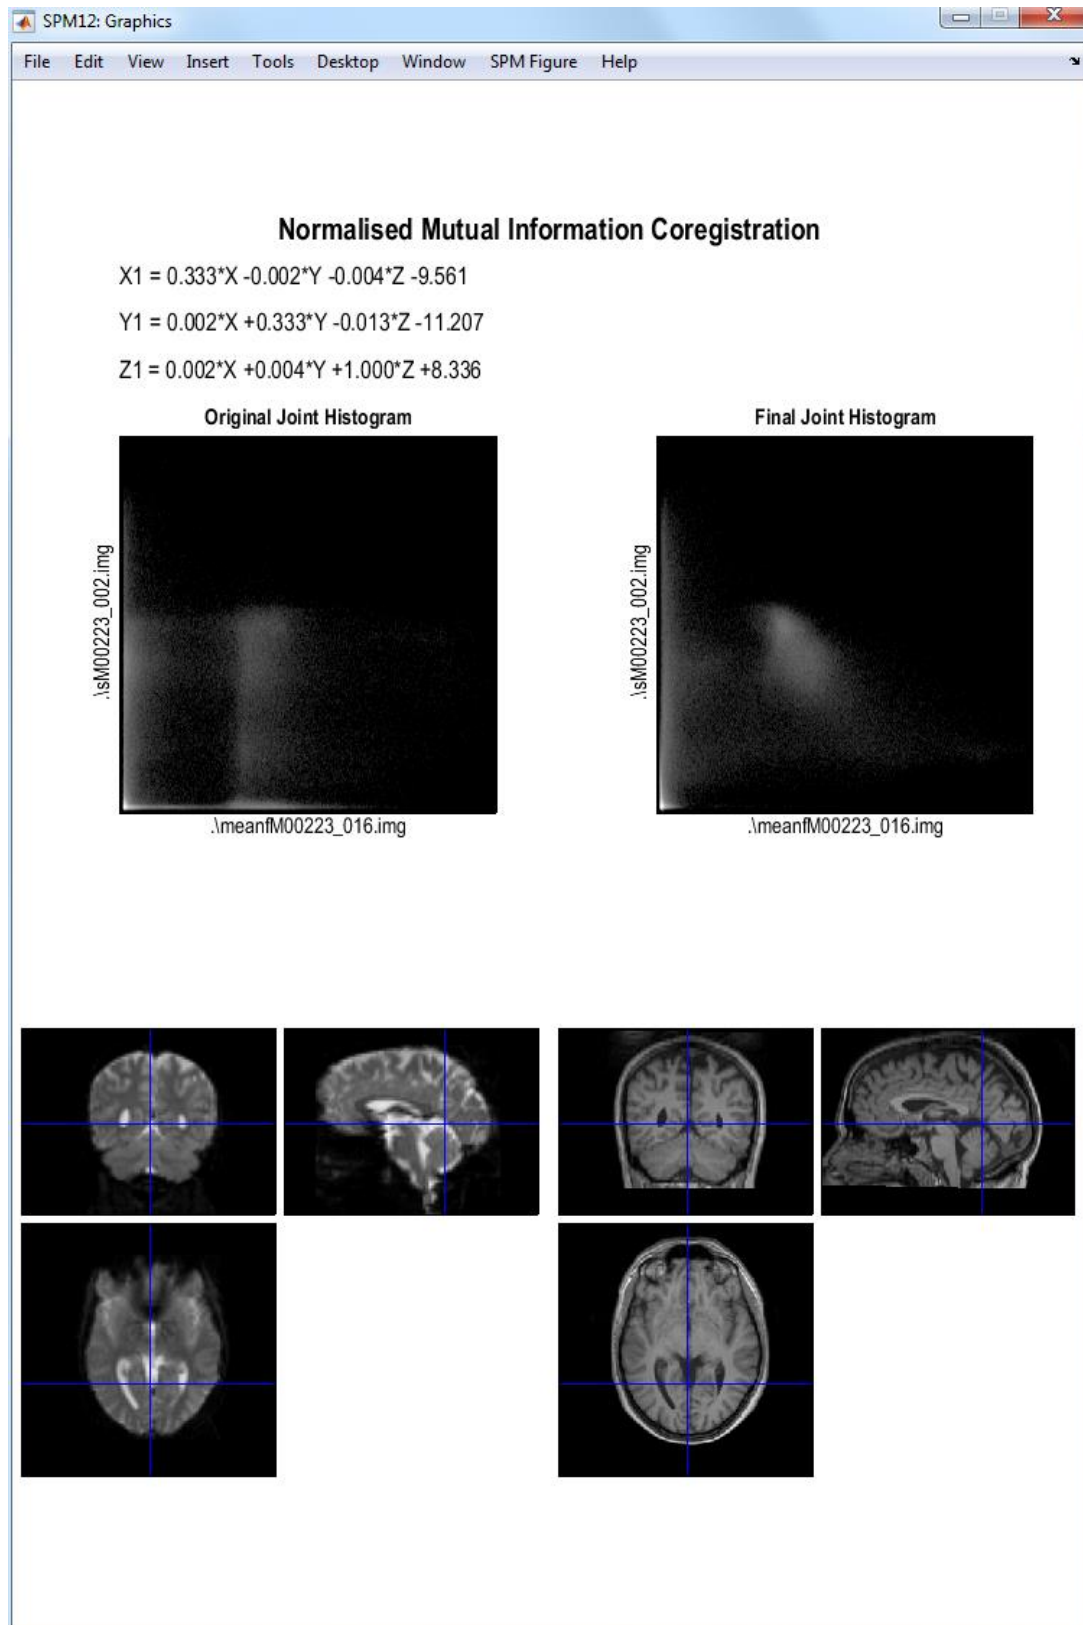 SPM12: Graphics
File Edit View Insert Tools Desktop Window SPM Figure Help
Normalised Mutual Information Coregistration
X1 = 0.333*X -0.002*Y -0.004*Z -9.561
Y1 = 0.002*X +0.333*Y -0.013*Z -11.207
Z1 = 0.002*X +0.004*Y +1.000*Z +8.336
Original Joint Histogram
.\sM00223_002.img
.\meanfM00223_016.img
Final Joint Histogram
.\sM00223_002.img
.\meanfM00223_016.img